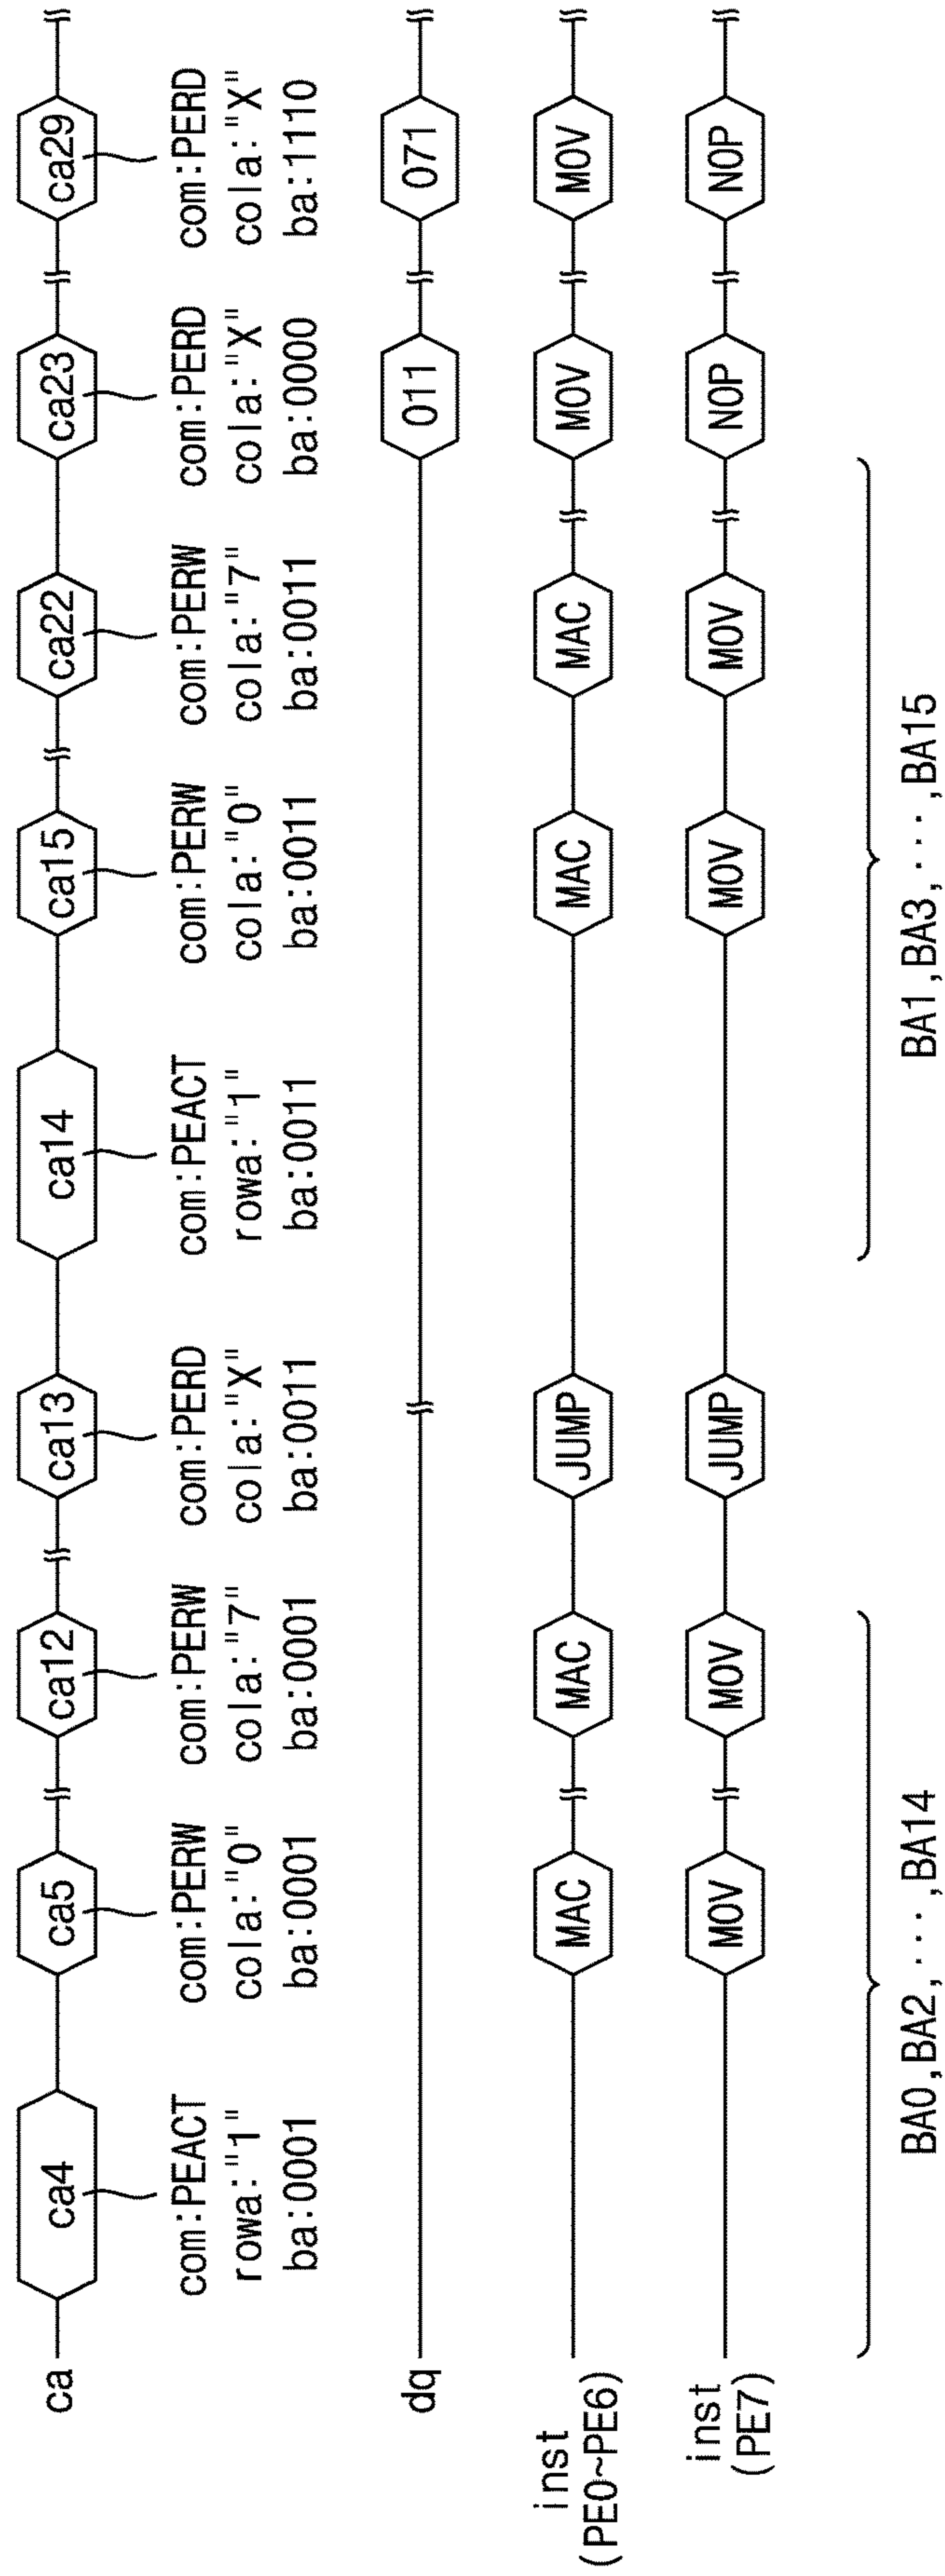 ca
ca4
ca5
ca12
ca13
ca14
ca15
ca22
ca23
ca29
com:PEACT
rowa:"1"
ba:0001
com:PERW
cola:"0"
ba:0001
com:PERW
cola:"7"
ba:0001
com:PERD
cola:"X"
ba:0011
com:PEACT
rowa:"1"
ba:0011
com:PERW
cola:"0"
ba:0011
com:PERW
cola:"7"
ba:0011
com:PERD
cola:"X"
ba:0000
com:PERD
cola:"X"
ba:1110
dq
O11
O71
inst
(PE0~PE6)
MAC
MAC
JUMP
MAC
MAC
MOV
MOV
inst
(PE7)
MOV
MOV
JUMP
MOV
MOV
NOP
NOP
BA0,BA2,···,BA14
BA1,BA3,···,BA15